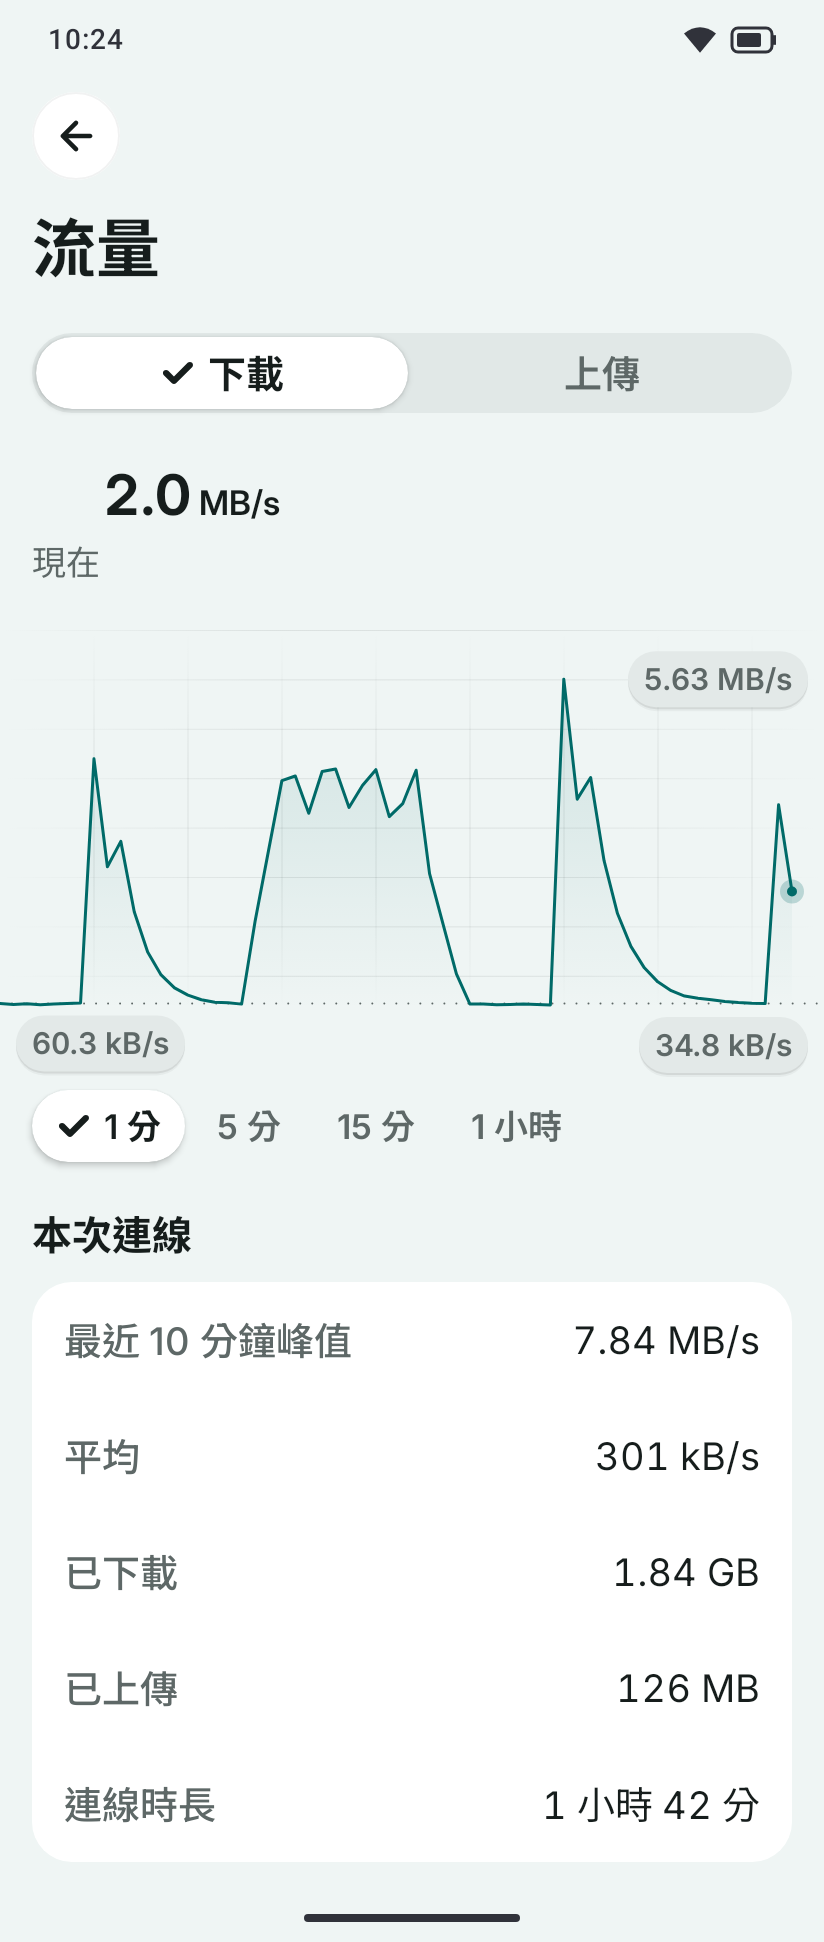 10:24
流量
下載
上傳
2.0 MB/s
現在
5.63 MB/s
60.3 kB/s
34.8 kB/s
1 分
5 分
15 分
1 小時
本次連線
最近 10 分鐘峰值
7.84 MB/s
平均
301 kB/s
已下載
1.84 GB
已上傳
126 MB
連線時長
1 小時 42 分